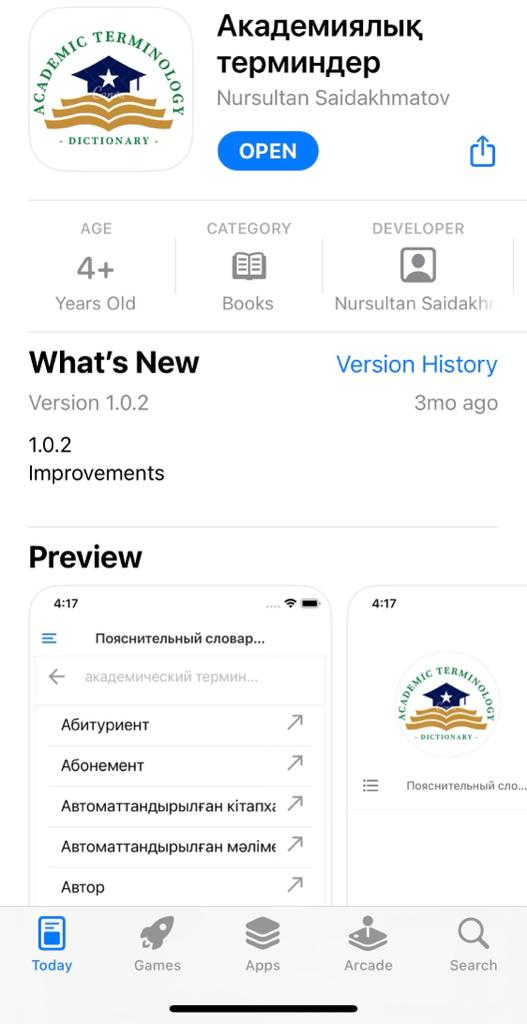 ACADEMIC TERMINOLOGY
- DICTIONARY -
Академиялық
терминдер
Nursultan Saidakhmatov
OPEN
AGE
CATEGORY
DEVELOPER
4+
Years Old
Books
Nursultan Saidakhr
What's New
Version History
Version 1.0.2
3mo ago
1.0.2
Improvements
Preview
4:17
Пояснительный словар...
академический термин...
Абитуриент
Абонемент
Автоматтандырылған кітапха
Автоматтандырылған мәліме
Автор
4:17
ACADEMIC TERMINOLOGY
- DICTIONARY -
Пояснительный сло...
Today
Games
Apps
Arcade
Search